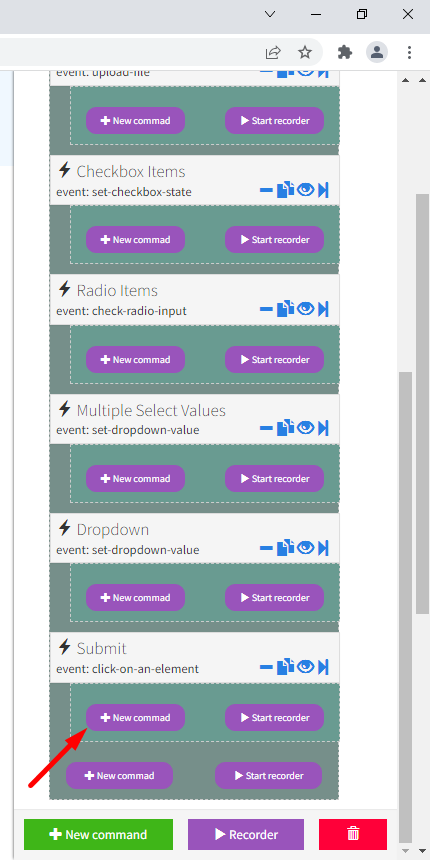 event: upload-file
New commad Start recorder
Checkbox Items
event: set-checkbox-state
New commad Start recorder
Radio Items
event: check-radio-input
New commad Start recorder
Multiple Select Values
event: set-dropdown-value
New commad Start recorder
Dropdown
event: set-dropdown-value
New commad Start recorder
Submit
event: click-on-an-element
New commad Start recorder
New commad Start recorder
New command Recorder